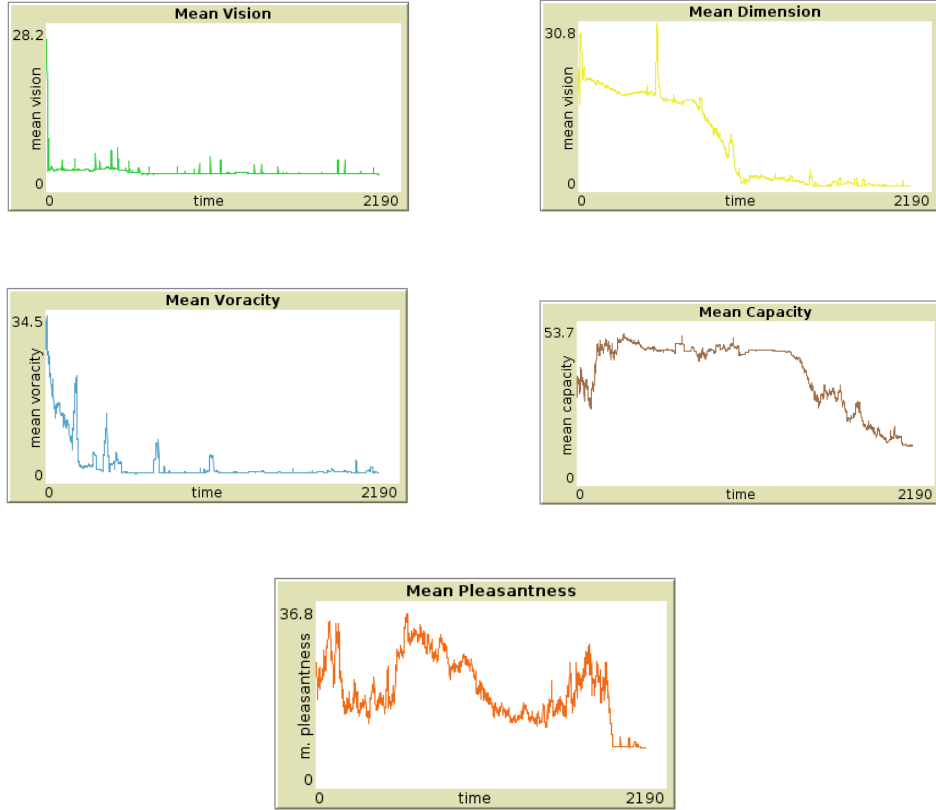 Mean Vision
28.2
mean vision
0
0 time 2190
Mean Dimension
30.8
mean vision
0
0 time 2190
Mean Voracity
34.5
mean voracity
0
0 time 2190
Mean Capacity
53.7
mean capacity
0
0 time 2190
Mean Pleasantness
36.8
m. pleasantness
0
0 time 2190